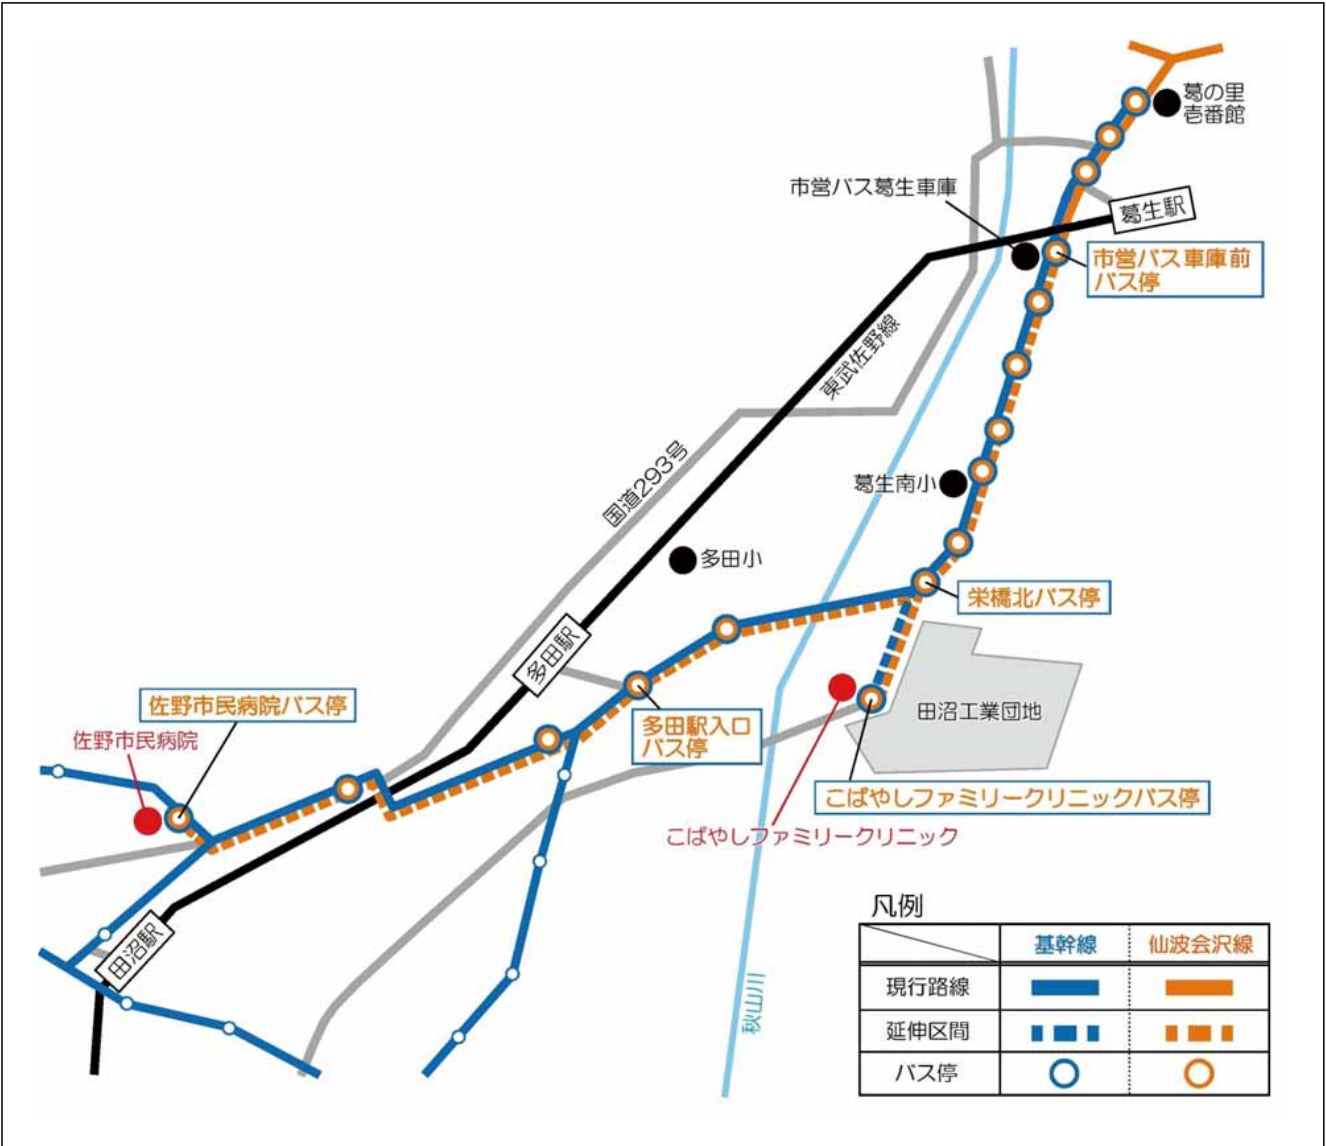 葛の里
壱番館
市営バス葛生車庫
葛生駅
市営バス車庫前
バス停
東武佐野線
国道293号
葛生南小
多田小
栄橋北バス停
多田駅
佐野市民病院バス停
佐野市民病院
多田駅入口
バス停
田沼工業団地
こばやしファミリークリニックバス停
こばやしファミリークリニック
田沼駅
秋山川
凡例
基幹線
仙波会沢線
現行路線
延伸区間
バス停